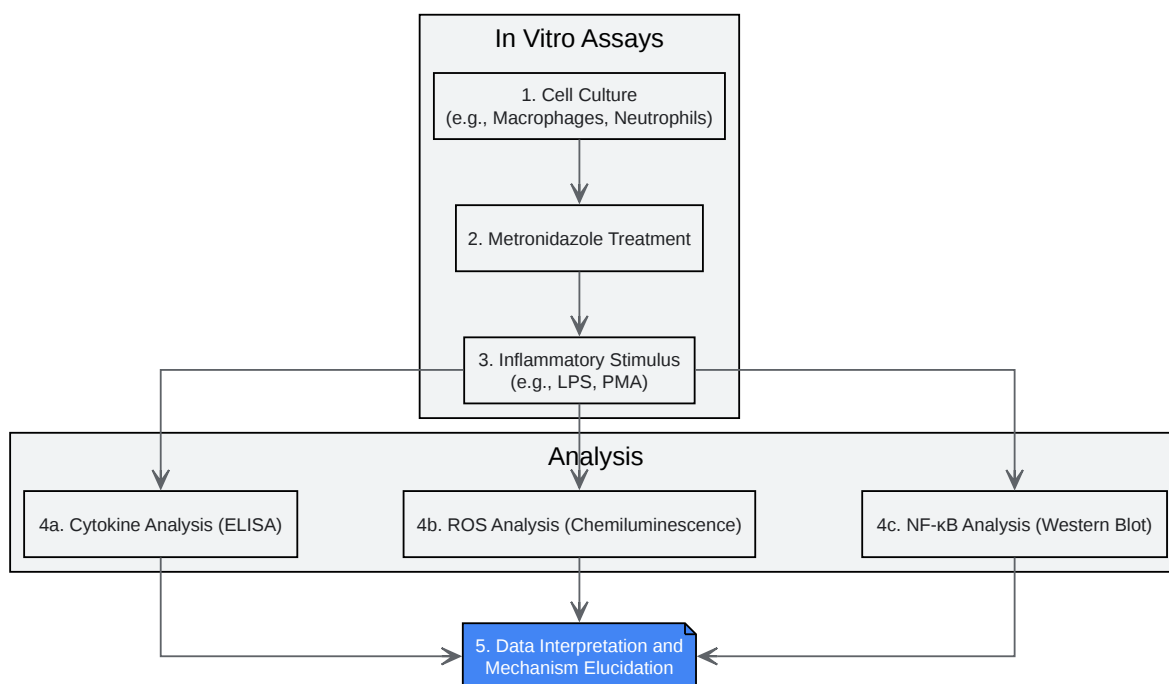 In Vitro Assays
1. Cell Culture
(e.g., Macrophages, Neutrophils)
2. Metronidazole Treatment
3. Inflammatory Stimulus
(e.g., LPS, PMA)
Analysis
4a. Cytokine Analysis (ELISA)
4b. ROS Analysis (Chemiluminescence)
4c. NF-κB Analysis (Western Blot)
5. Data Interpretation and
Mechanism Elucidation